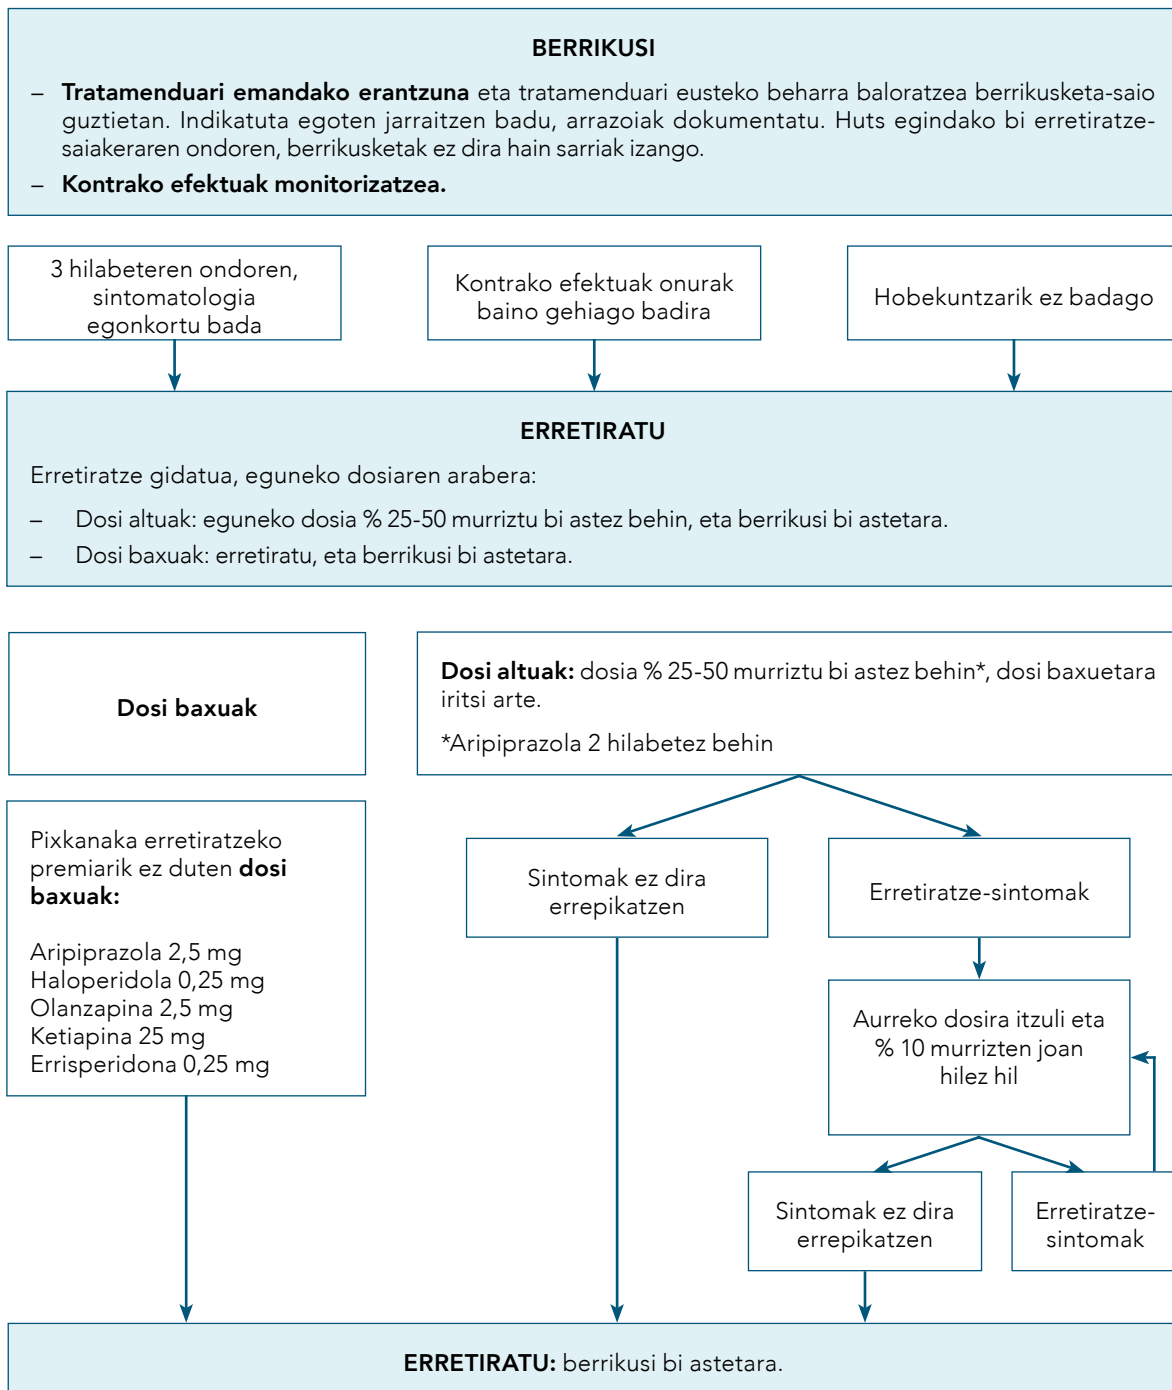 BERRIKUSI
– Tratamenduari emandako erantzuna eta tratamenduari eusteko beharra baloratzea berrikusketa-saio
guztietan. Indikatuta egoten jarraitzen badu, arrazoiak dokumentatu. Huts egindako bi erretiratze-
saiakeraren ondoren, berrikusketak ez dira hain sarriak izango.
– Kontrako efektuak monitorizatzea.
3 hilabeteren ondoren,
sintomatologia
egonkortu bada
Kontrako efektuak onurak
baino gehiago badira
Hobekuntzarik ez badago
ERRETIRATU
Erretiratze gidatua, eguneko dosiaren arabera:
– Dosi altuak: eguneko dosia % 25-50 murriztu bi astez behin, eta berrikusi bi astetara.
– Dosi baxuak: erretiratu, eta berrikusi bi astetara.
Dosi baxuak
Dosi altuak: dosia % 25-50 murriztu bi astez behin*, dosi baxuetara
iritsi arte.
*Aripiprazola 2 hilabetez behin
Pixkanaka erretiratzeko
premiarik ez duten dosi
baxuak:
Aripiprazola 2,5 mg
Haloperidola 0,25 mg
Olanzapina 2,5 mg
Ketiapina 25 mg
Errisperidona 0,25 mg
Sintomak ez dira
errepikatzen
Erretiratze-sintomak
Aurreko dosira itzuli eta
% 10 murrizten joan
hilez hil
Sintomak ez dira
errepikatzen
Erretiratze-
sintomak
ERRETIRATU: berrikusi bi astetara.